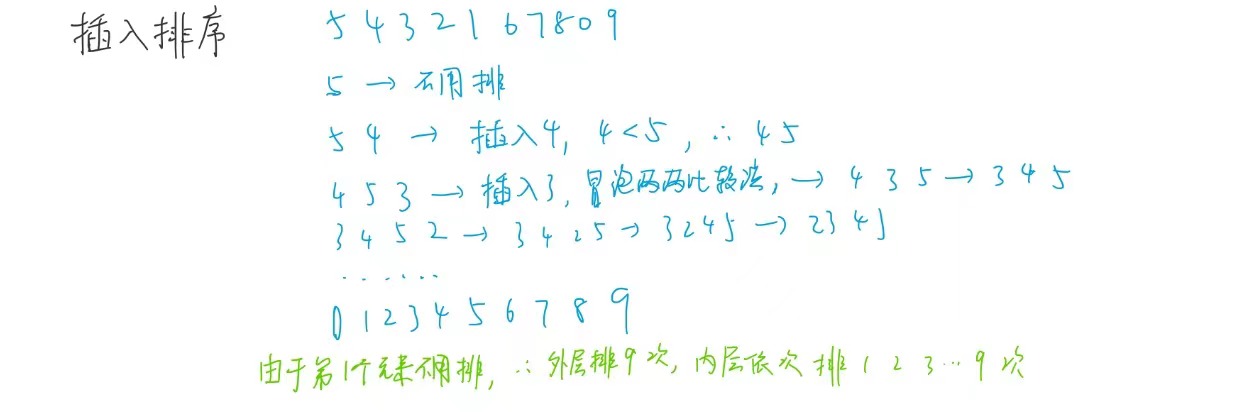 插入排序
5 4 3 2 1 6 7 8 0 9
5 → 不用排
5 4 → 插入4, 4<5, ∴ 4 5
4 5 3 → 插入3, 冒泡两两比较法, → 4 3 5 → 3 4 5
3 4 5 2 → 3 4 2 5 → 3 2 4 5 → 2 3 4 5
......
0 1 2 3 4 5 6 7 8 9
由于第1个元素不用排, ∴ 外层排9次, 内层依次排 1 2 3 … 9 次